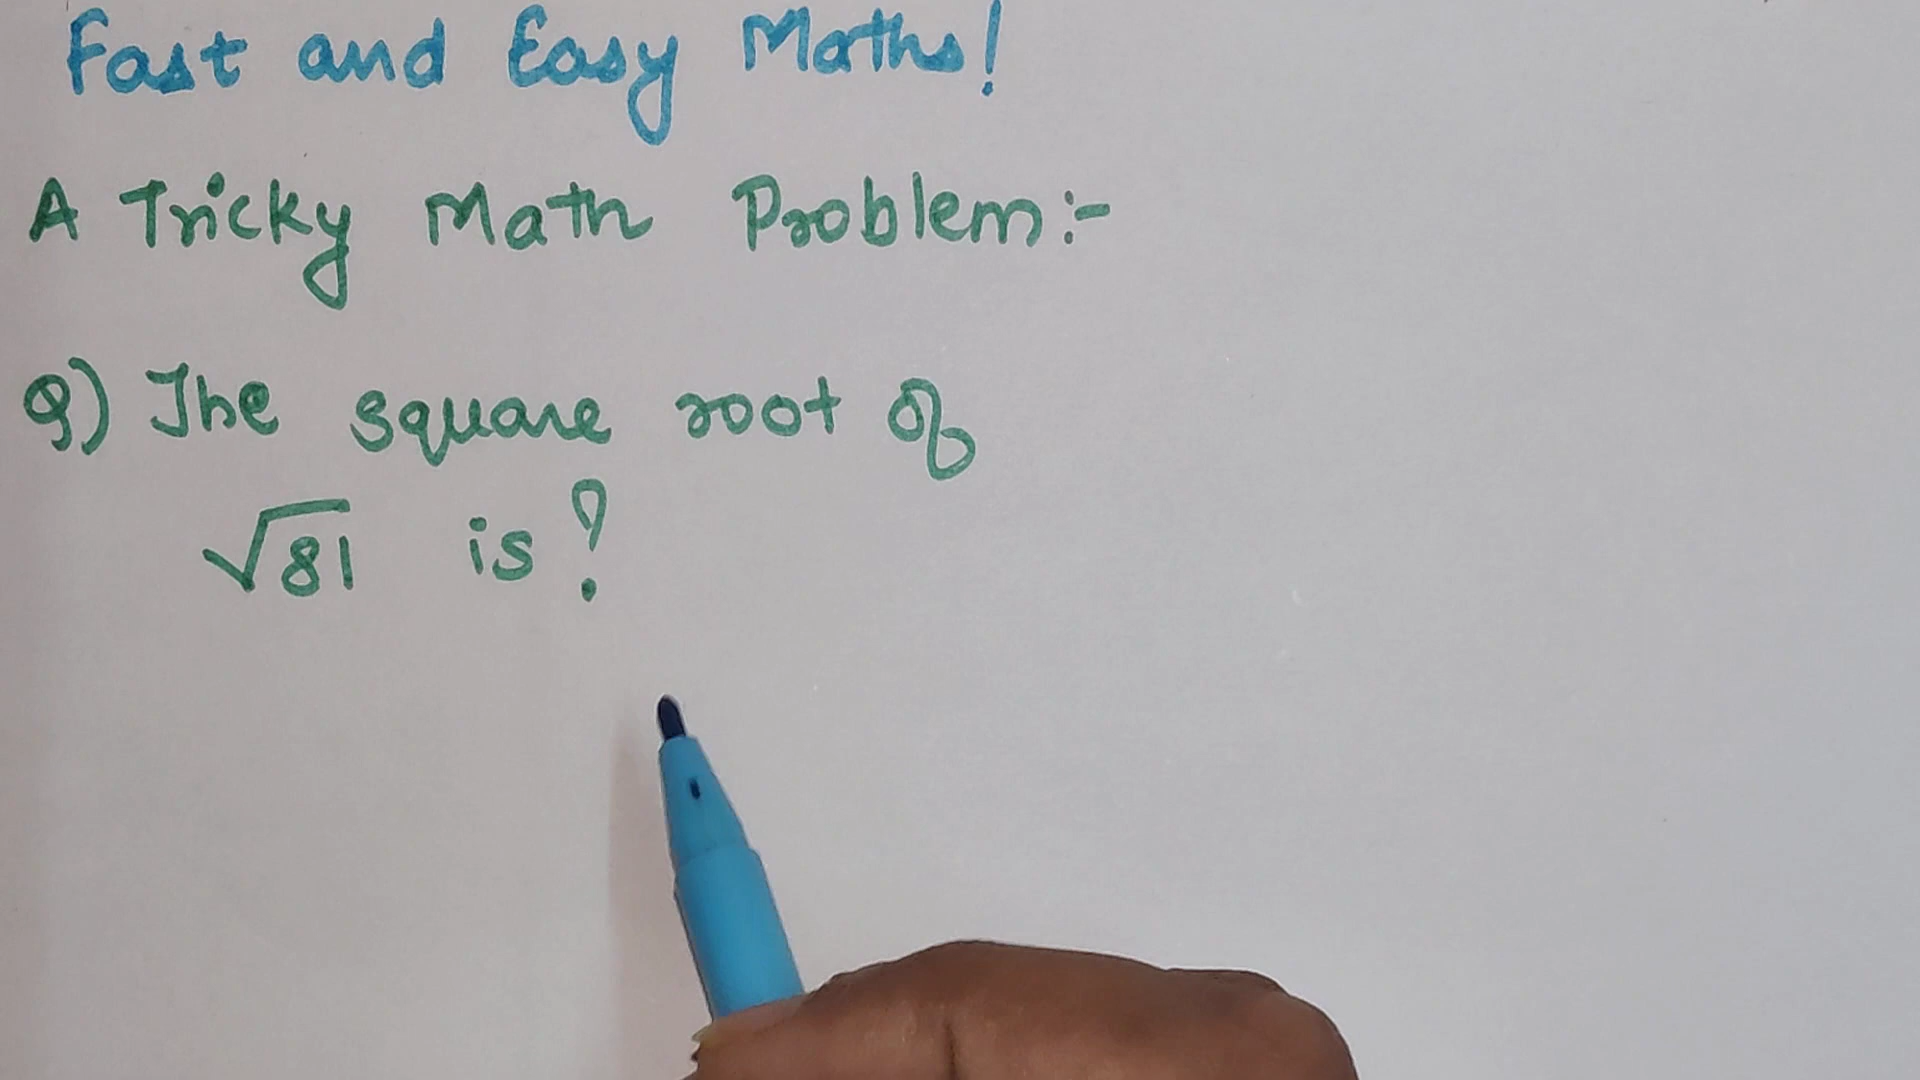 Fast and Easy Maths!
A Tricky Math Problem:-
Q) The square root of
√81 is?